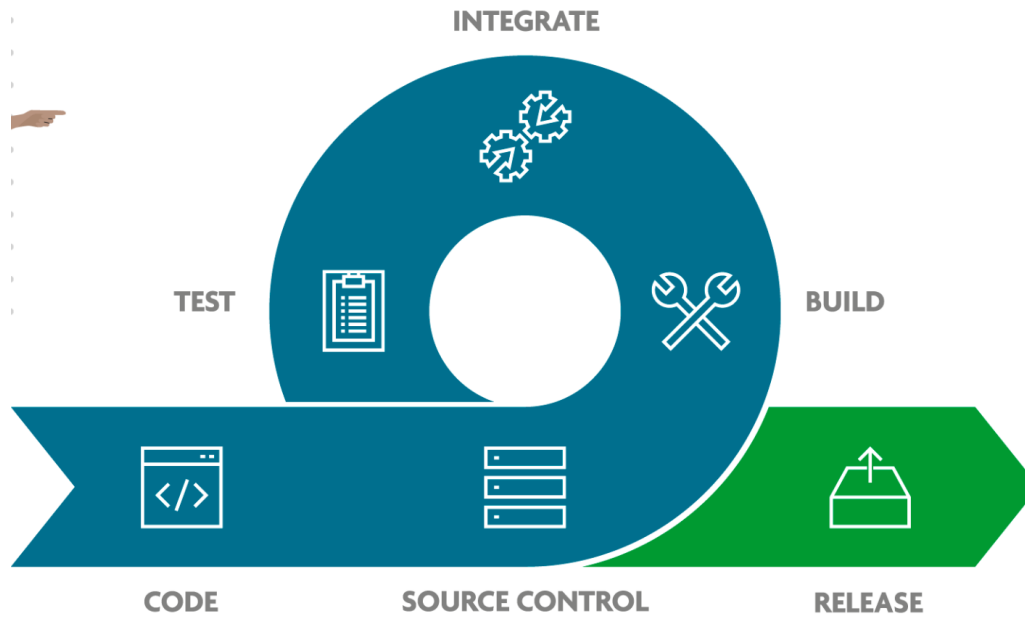 INTEGRATE
TEST
BUILD
</>
CODE
SOURCE CONTROL
RELEASE